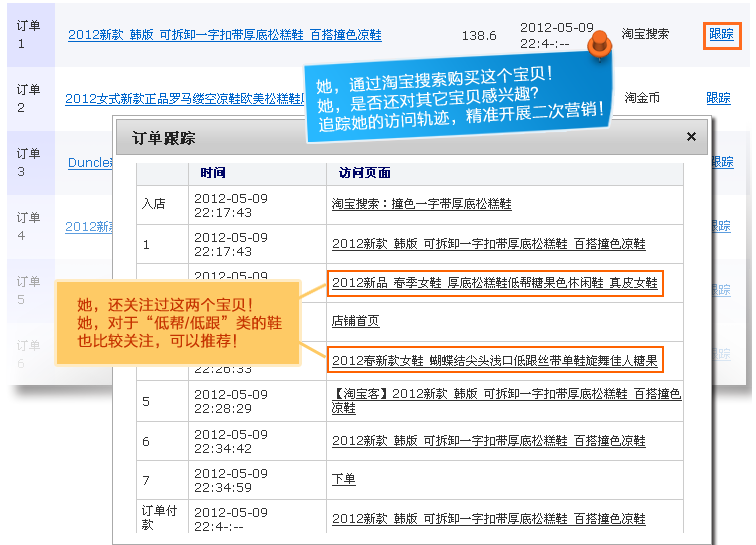 订单
1
2012新款 韩版 可拆卸一字扣带厚底松糕鞋 百搭撞色凉鞋
138.6
2012-05-09
22:4-:--
淘宝搜索
跟踪
订单
2
2012女式新款正品罗马缕空凉鞋欧美松糕鞋
淘金币
跟踪
她,通过淘宝搜索购买这个宝贝!
她,是否还对其它宝贝感兴趣?
追踪她的访问轨迹,精准开展二次营销!
订单
3
Duncle
跟踪
订单
4
2012新
跟踪
订单
5
订单
6
订单跟踪
×
时间
访问页面
入店
2012-05-09
22:17:43
淘宝搜索:撞色一字带厚底松糕鞋
1
2012-05-09
22:17:43
2012新款 韩版 可拆卸一字扣带厚底松糕鞋 百搭撞色凉鞋
2012-05-09
2012新品 春季女鞋 厚底松糕鞋低帮糖果色休闲鞋 真皮女鞋
她,还关注过这两个宝贝!
她,对于“低帮/低跟”类的鞋
也比较关注,可以推荐!
店铺首页
22:26:33
2012春新款女鞋 蝴蝶结尖头浅口低跟丝带单鞋旋舞佳人糖果
5
2012-05-09
22:28:29
【淘宝客】2012新款 韩版 可拆卸一字扣带厚底松糕鞋 百搭撞色
凉鞋
6
2012-05-09
22:34:42
2012新款 韩版 可拆卸一字扣带厚底松糕鞋 百搭撞色凉鞋
7
2012-05-09
22:34:59
下单
订单付
款
2012-05-09
22:4-:--
2012新款 韩版 可拆卸一字扣带厚底松糕鞋 百搭撞色凉鞋